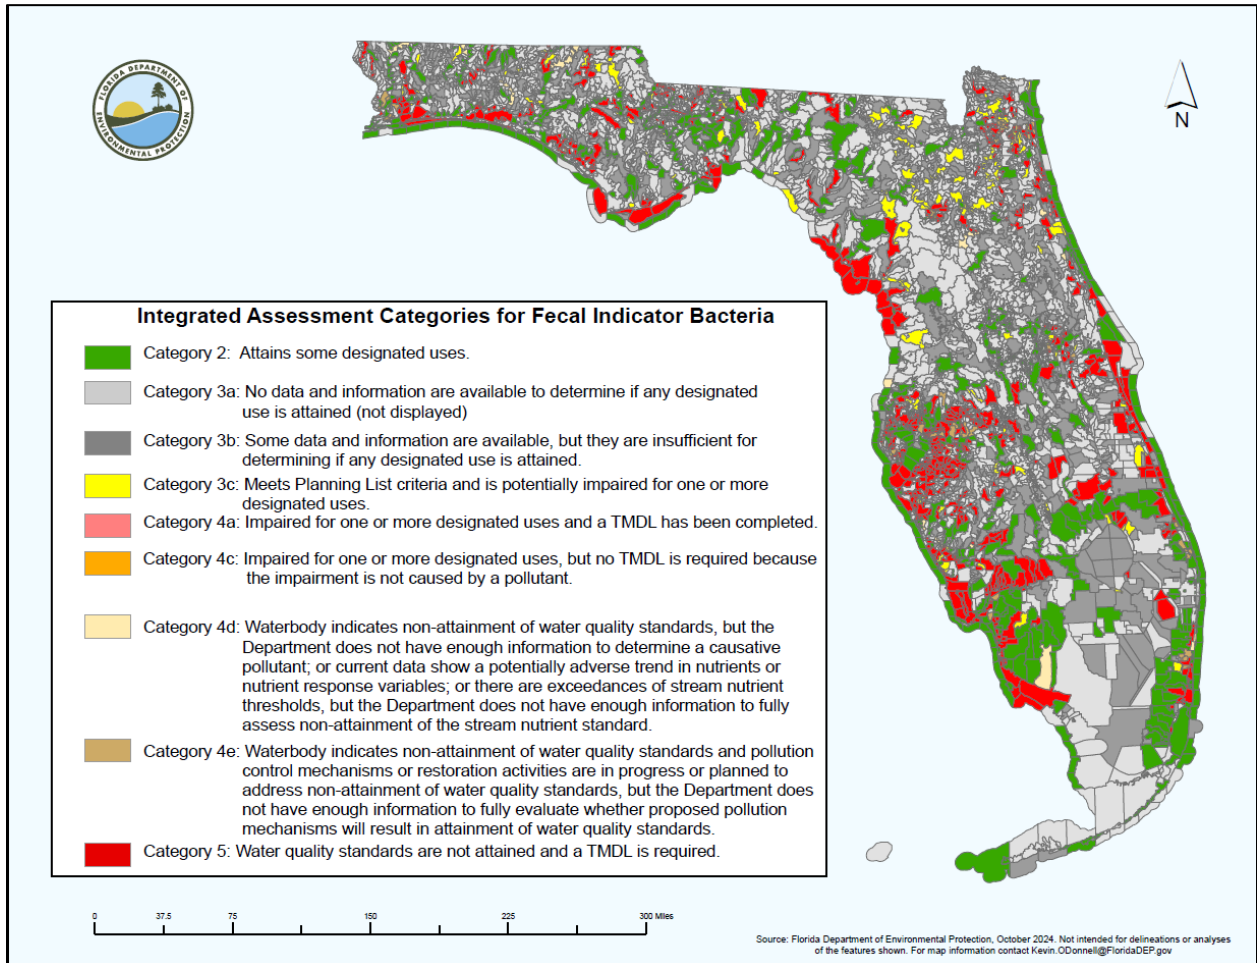 FLORIDA DEPARTMENT OF
ENVIRONMENTAL PROTECTION
N
Integrated Assessment Categories for Fecal Indicator Bacteria
Category 2: Attains some designated uses.
Category 3a: No data and information are available to determine if any designated
use is attained (not displayed)
Category 3b: Some data and information are available, but they are insufficient for
determining if any designated use is attained.
Category 3c: Meets Planning List criteria and is potentially impaired for one or more
designated uses.
Category 4a: Impaired for one or more designated uses and a TMDL has been completed.
Category 4c: Impaired for one or more designated uses, but no TMDL is required because
the impairment is not caused by a pollutant.
Category 4d: Waterbody indicates non-attainment of water quality standards, but the
Department does not have enough information to determine a causative
pollutant; or current data show a potentially adverse trend in nutrients or
nutrient response variables; or there are exceedances of stream nutrient
thresholds, but the Department does not have enough information to fully
assess non-attainment of the stream nutrient standard.
Category 4e: Waterbody indicates non-attainment of water quality standards and pollution
control mechanisms or restoration activities are in progress or planned to
address non-attainment of water quality standards, but the Department does
not have enough information to fully evaluate whether proposed pollution
mechanisms will result in attainment of water quality standards.
Category 5: Water quality standards are not attained and a TMDL is required.
0 37.5 75 150 225 300 Miles
Source: Florida Department of Environmental Protection, October 2024. Not intended for delineations or analyses
of the features shown. For map information contact Kevin.ODonnell@FloridaDEP.gov